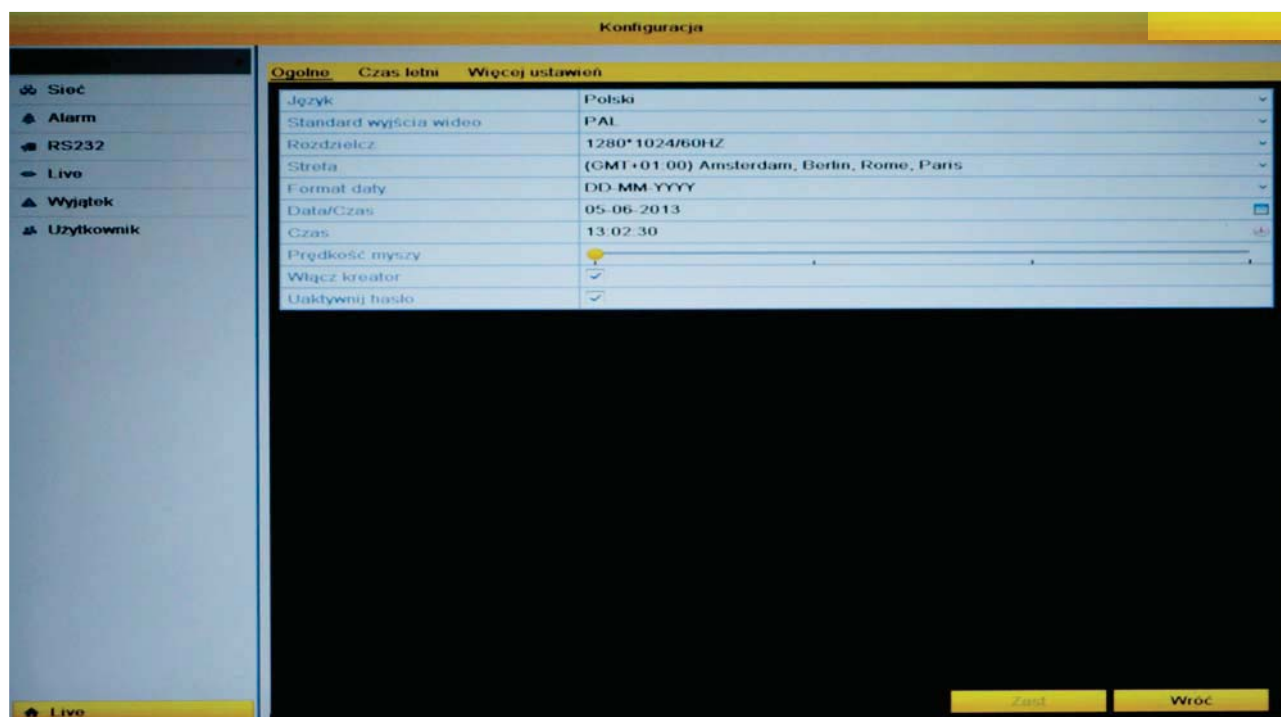 Konfiguracja
Sieć
Alarm
RS232
Live
Wyjątek
Użytkownik
Ogolne Czas letni Więcej ustawień
Język Polski
Standard wyjścia wideo PAL
Rozdzielcz. 1280*1024/60HZ
Strefa (GMT+01:00) Amsterdam, Berlin, Rome, Paris
Format daty DD-MM-YYYY
Data/Czas 05-06-2013
Czas 13:02:30
Prędkość myszy
Włącz kreator
Uaktywnij hasło
Live
Zast. Wróć